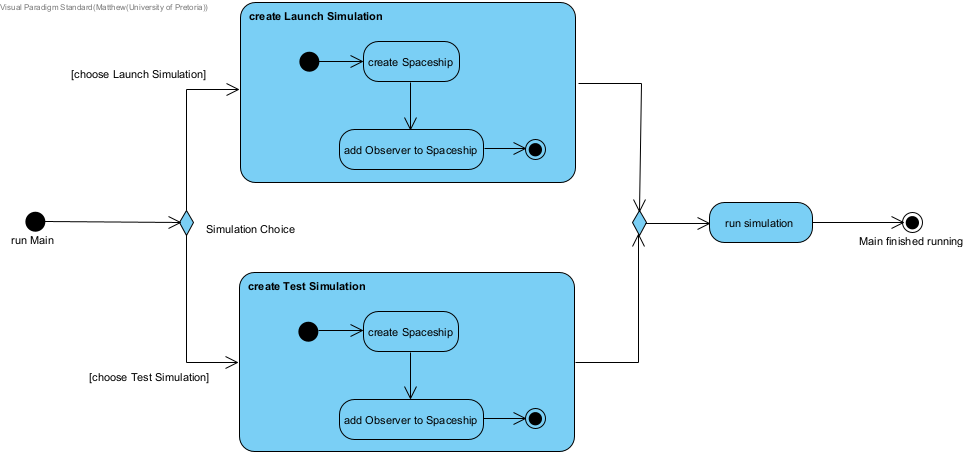 Visual Paradigm Standard(Matthew(University of Pretoria))
create Launch Simulation
create Spaceship
[choose Launch Simulation]
add Observer to Spaceship
run Main
Simulation Choice
run simulation
Main finished running
create Test Simulation
create Spaceship
[choose Test Simulation]
add Observer to Spaceship